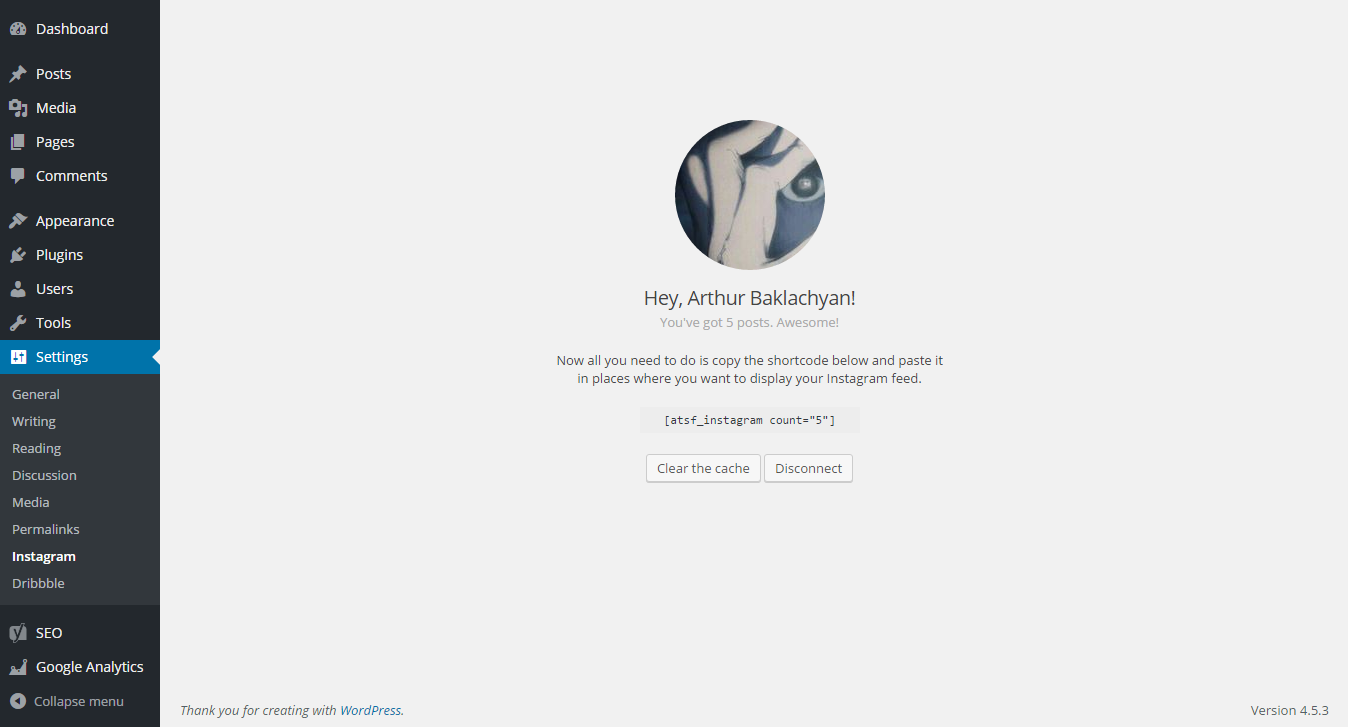 Dashboard
Posts
Media
Pages
Comments
Appearance
Plugins
Users
Tools
Settings
General
Writing
Reading
Discussion
Media
Permalinks
Instagram
Dribbble
SEO
Google Analytics
Collapse menu
Hey, Arthur Baklachyan!
You've got 5 posts. Awesome!
Now all you need to do is copy the shortcode below and paste it
in places where you want to display your Instagram feed.
[atsf_instagram count="5"]
Clear the cache Disconnect
Thank you for creating with WordPress. Version 4.5.3